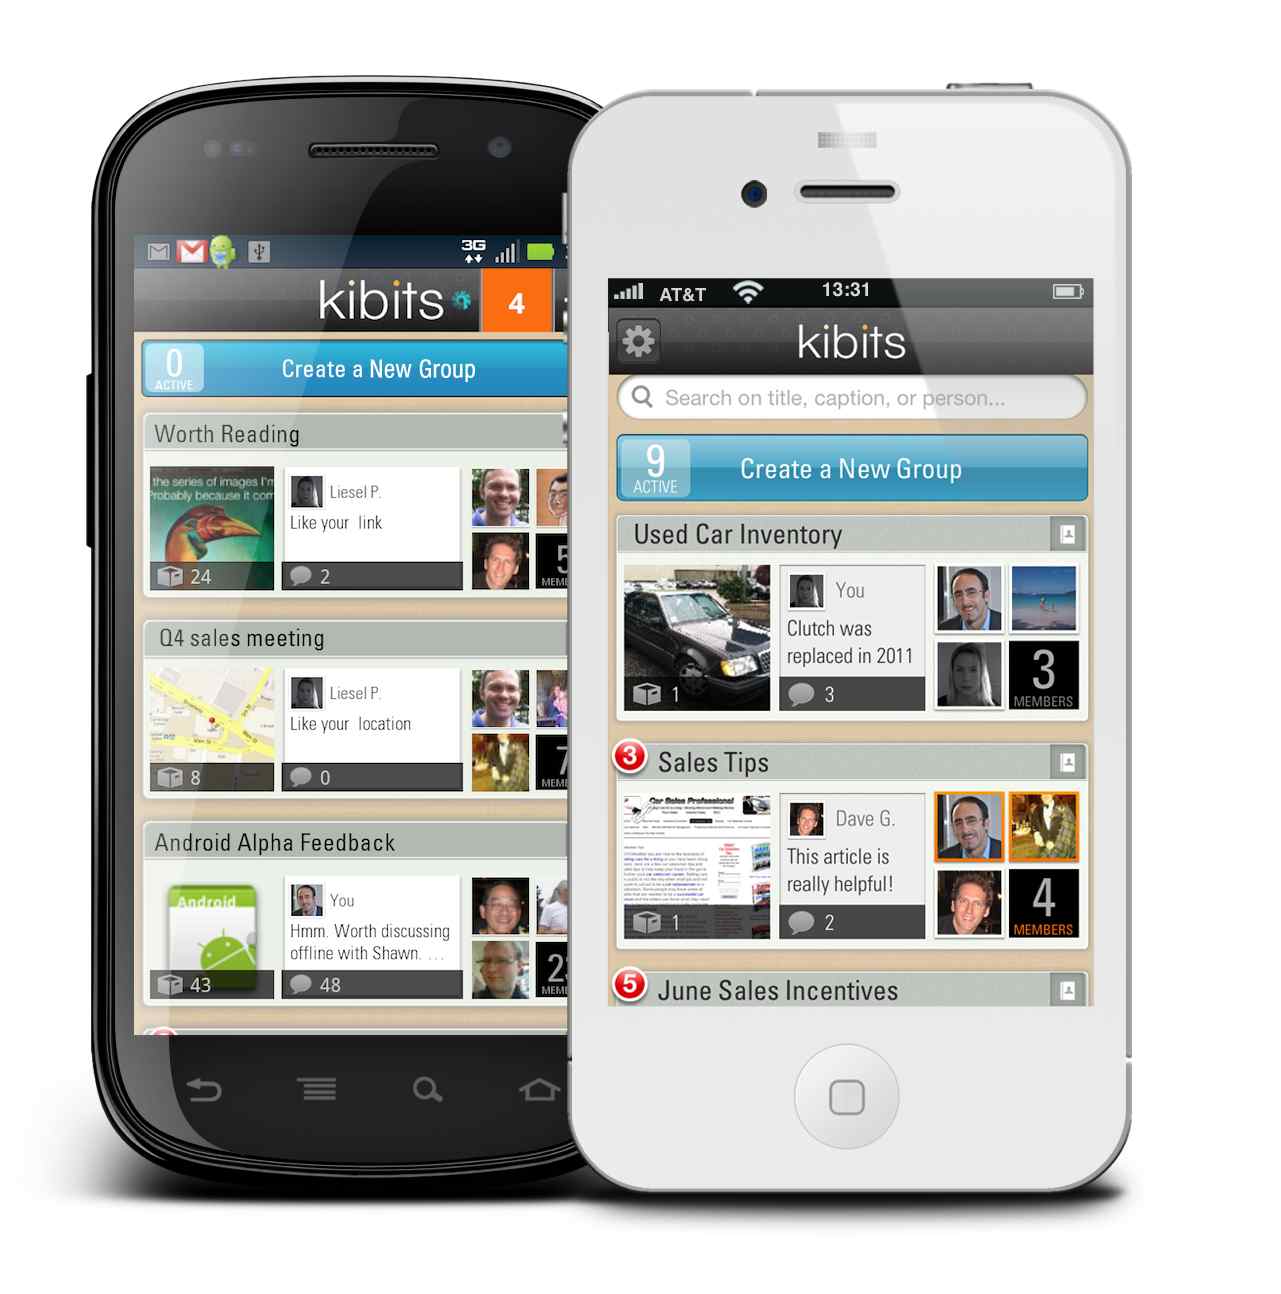 3G
kibits
4
0
ACTIVE
Create a New Group
Worth Reading
the series of images I'm
Probably because it com
Liesel P.
Like your link
24
2
5
MEM
Q4 sales meeting
Liesel P.
Like your location
8
0
7
MEM
Android Alpha Feedback
Android
You
Hmm. Worth discussing
offline with Shawn. ...
43
48
23
MEM
AT&T
13:31
kibits
Search on title, caption, or person...
9
ACTIVE
Create a New Group
Used Car Inventory
You
Clutch was
replaced in 2011
1
3
3
MEMBERS
3
Sales Tips
Car Sales Professional
Dave G.
This article is
really helpful!
1
2
4
MEMBERS
5
June Sales Incentives